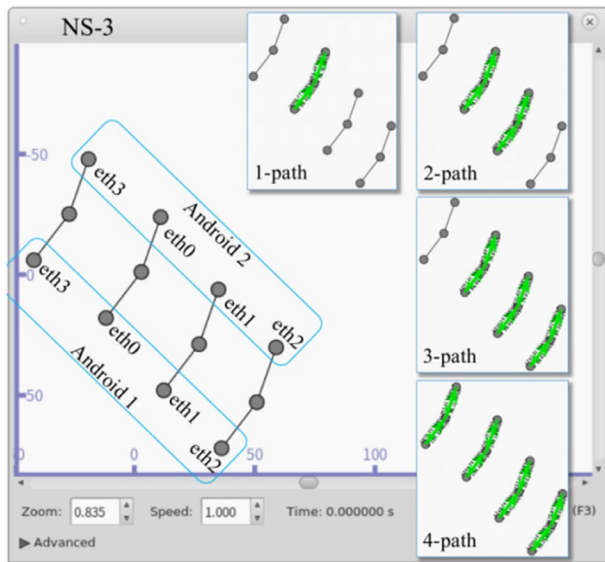 NS-3
1-path
2-path
3-path
4-path
-50
0
50
eth3
eth0
eth1
eth2
Android 2
eth3
eth0
eth1
eth2
Android 1
0
0
50
100
Zoom: 0.835
Speed: 1.000
Time: 0.000000 s
(F3)
Advanced